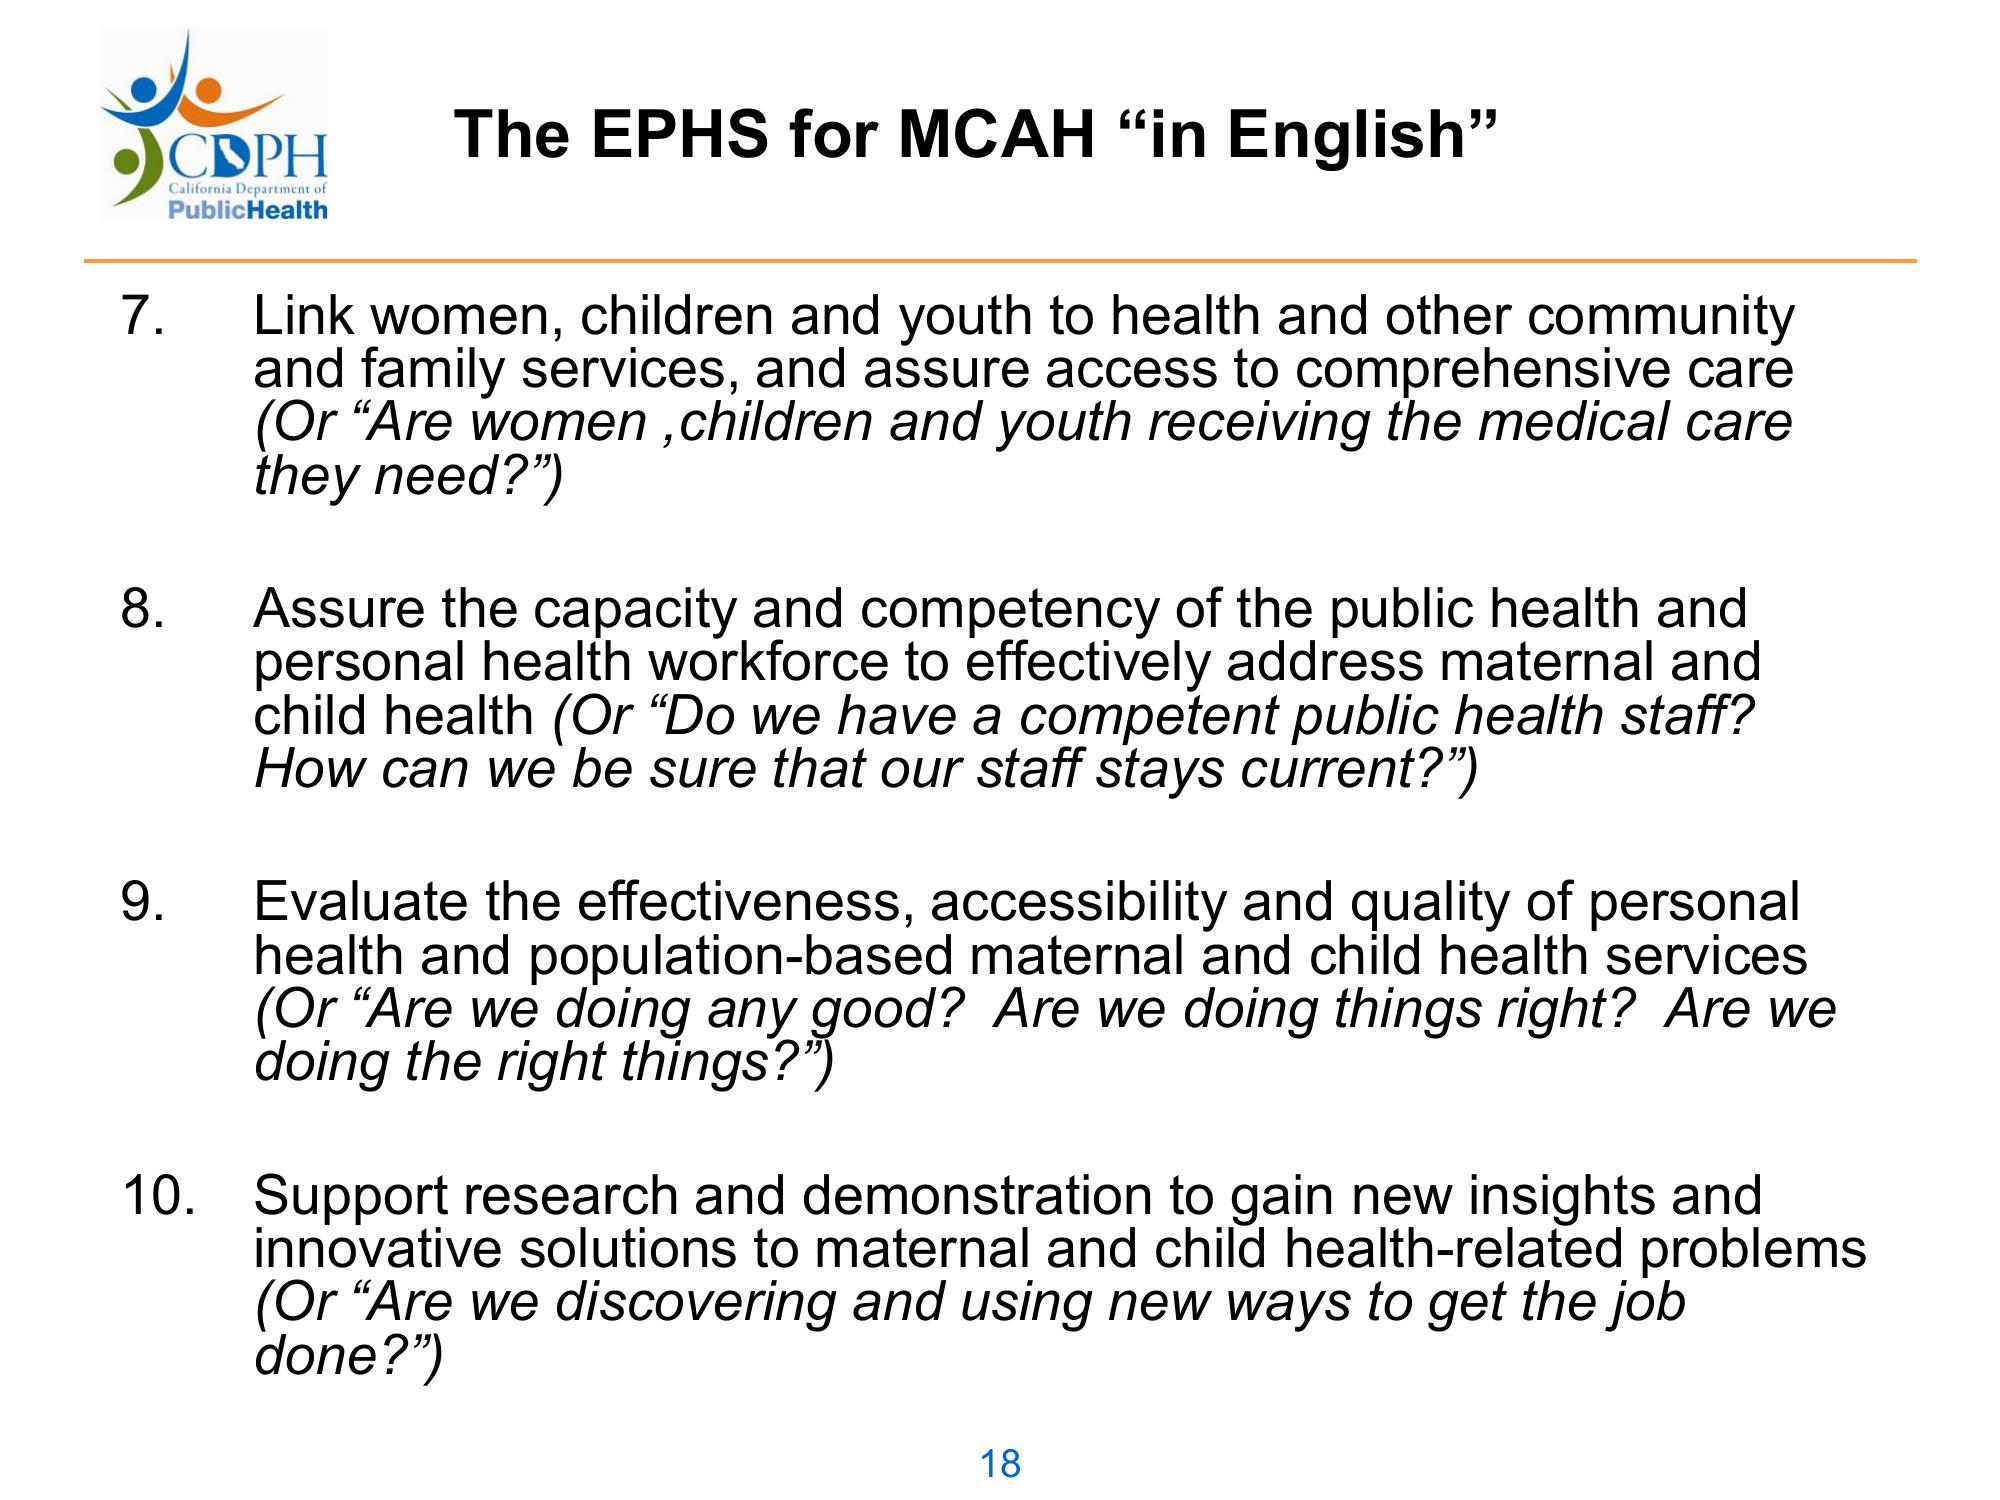 CDPH
California Department of
PublicHealth
The EPHS for MCAH “in English”
7. Link women, children and youth to health and other community
and family services, and assure access to comprehensive care
(Or “Are women ,children and youth receiving the medical care
they need?”)
8. Assure the capacity and competency of the public health and
personal health workforce to effectively address maternal and
child health (Or “Do we have a competent public health staff?
How can we be sure that our staff stays current?”)
9. Evaluate the effectiveness, accessibility and quality of personal
health and population-based maternal and child health services
(Or “Are we doing any good?  Are we doing things right?  Are we
doing the right things?”)
10. Support research and demonstration to gain new insights and
innovative solutions to maternal and child health-related problems
(Or “Are we discovering and using new ways to get the job
done?”)
18